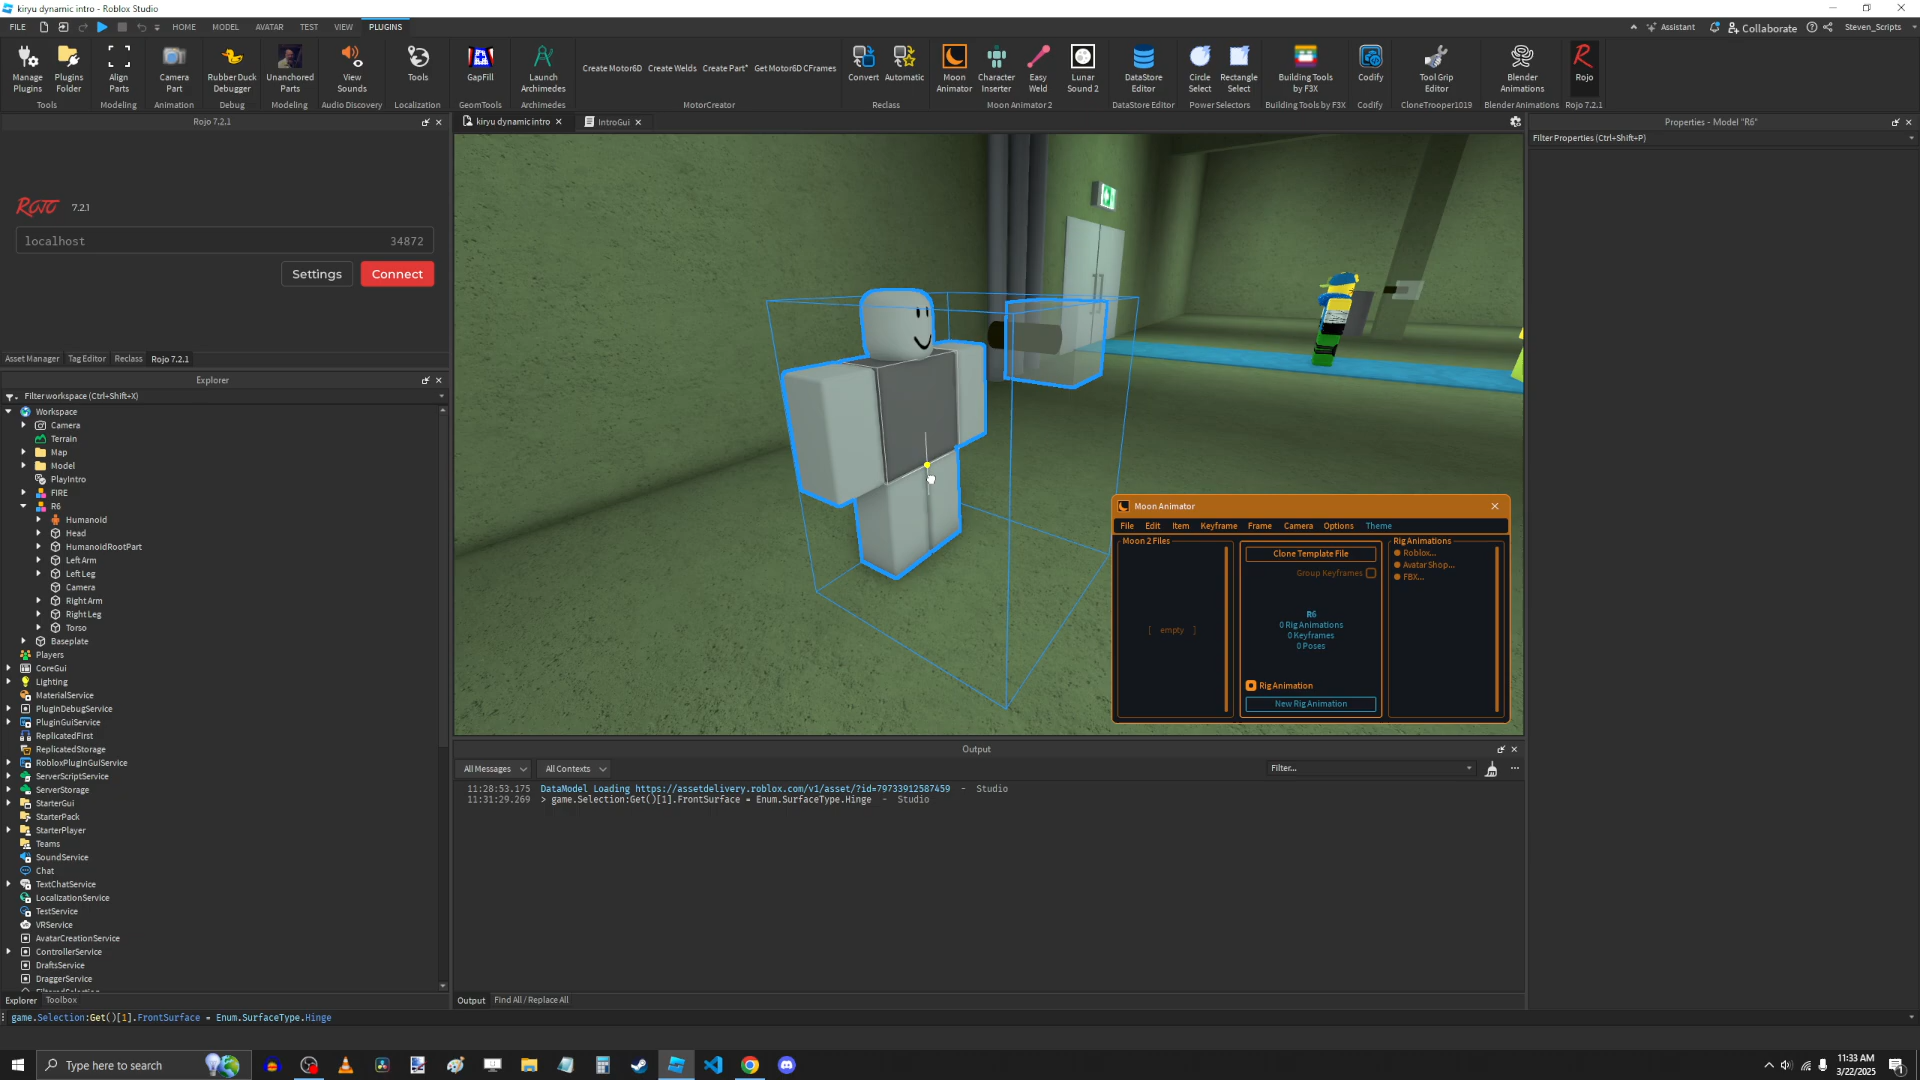 kiryu dynamic intro - Roblox Studio
FILE
HOME
MODEL
AVATAR
TEST
VIEW
PLUGINS
Assistant
Collaborate
Steven_Scripts
Manage Plugins
Plugins Folder
Align Parts
Camera Part
RubberDuck Debugger
Unanchored Parts
View Sounds
Tools
GapFill
Launch Archimedes
Create Motor6D
Create Welds
Create Part*
Get Motor6D CFrames
Convert
Automatic
Moon Animator
Character Inserter
Easy Weld
Lunar Sound 2
DataStore Editor
Circle Select
Rectangle Select
Building Tools by F3X
Codify
Tool Grip Editor
Blender Animations
Rojo
Tools
Modeling
Animation
Debug
Modeling
Audio Discovery
Localization
GeomTools
Archimedes
MotorCreator
Reclass
Moon Animator 2
DataStore Editor
Power Selectors
Building Tools by F3X
Codify
CloneTrooper1019
Blender Animations
Rojo 7.2.1
Rojo 7.2.1
kiryu dynamic intro
IntroGui
Properties - Model "R6"
Filter Properties (Ctrl+Shift+P)
Rojo 7.2.1
localhost 34872
Settings
Connect
Asset Manager
Tag Editor
Reclass
Rojo 7.2.1
Explorer
Filter workspace (Ctrl+Shift+X)
Workspace
Camera
Terrain
Map
Model
PlayIntro
FIRE
R6
Humanoid
Head
HumanoidRootPart
Left Arm
Left Leg
Camera
Right Arm
Right Leg
Torso
Baseplate
Players
CoreGui
Lighting
MaterialService
PluginDebugService
PluginGuiService
ReplicatedFirst
ReplicatedStorage
RobloxPluginGuiService
ServerScriptService
ServerStorage
StarterGui
StarterPack
StarterPlayer
Teams
SoundService
Chat
TextChatService
LocalizationService
TestService
VRService
AvatarCreationService
ControllerService
DraftsService
DraggerService
Explorer
Toolbox
Moon Animator
File
Edit
Item
Keyframe
Frame
Camera
Options
Theme
Moon 2 Files
[ empty ]
Clone Template File
Group Keyframes
R6
0 Rig Animations
0 Keyframes
0 Poses
Rig Animation
New Rig Animation
Rig Animations
Roblox...
Avatar Shop...
FBX...
Output
All Messages
All Contexts
Filter...
11:28:53.175 DataModel Loading https://assetdelivery.roblox.com/v1/asset/?id=79733912587459 - Studio
11:31:29.269 > game.Selection:Get()[1].FrontSurface = Enum.SurfaceType.Hinge - Studio
Output
Find All / Replace All
game.Selection:Get()[1].FrontSurface = Enum.SurfaceType.Hinge
Type here to search
11:33 AM
3/22/2025